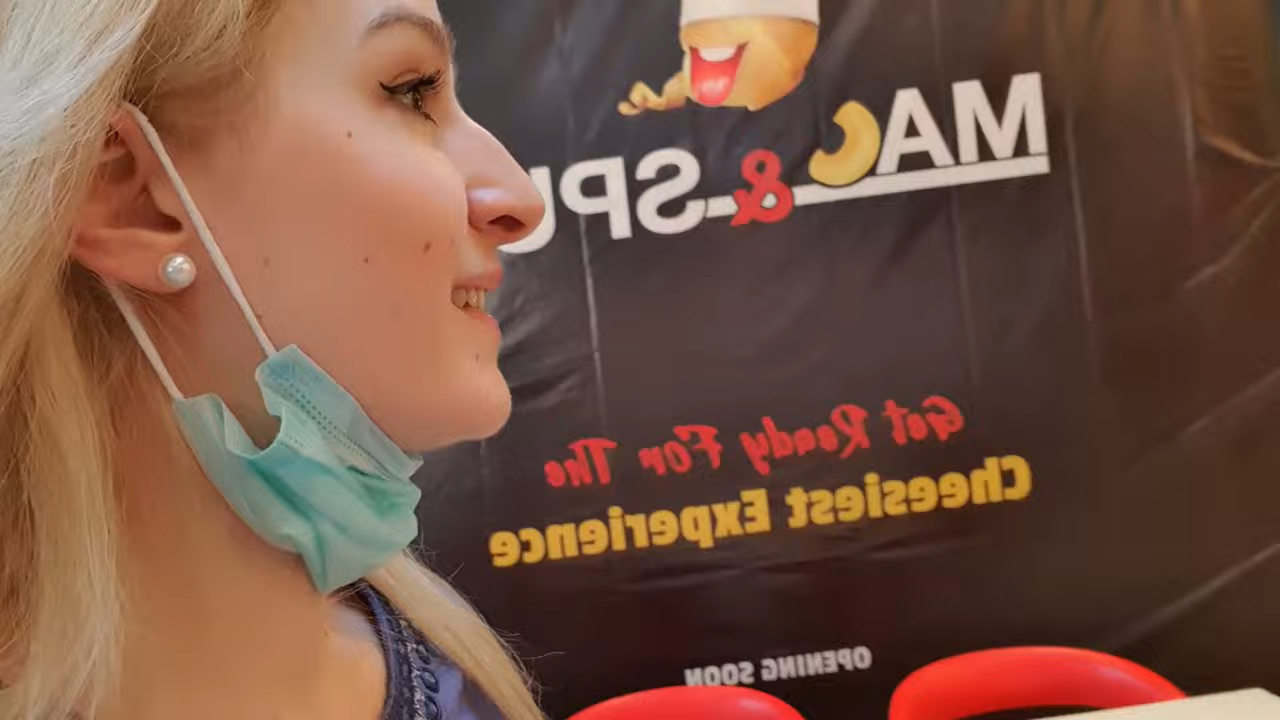 MAC & SPU
Get Ready For The
Cheesiest Experience
OPENING SOON